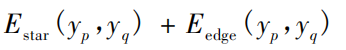 E_star(y_p, y_q) + E_edge(y_p, y_q)